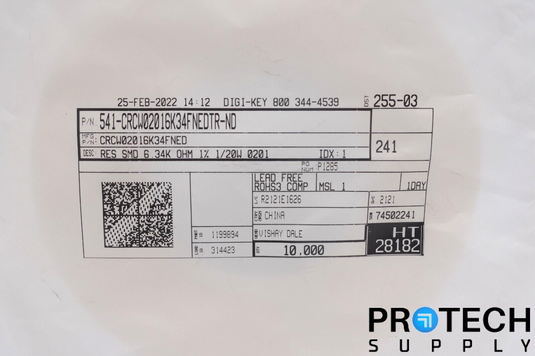 25-FEB-2022 14:12 DIGI-KEY 800 344-4539 DST 255-03
P/N: 541-CRCW02016K34FNEDTR-ND
MFG. P/N: CRCW02016K34FNED
DESC: RES SMD 6.34K OHM 1% 1/20W 0201 IDX: 1
241
PO NUM P1285
LEAD FREE
ROHS3 COMP MSL 1 1DAY
R2121E1626 2121
CHINA 74502241
1199894 VISHAY DALE HT
314423 10.000 28182
PROTECH
SUPPLY